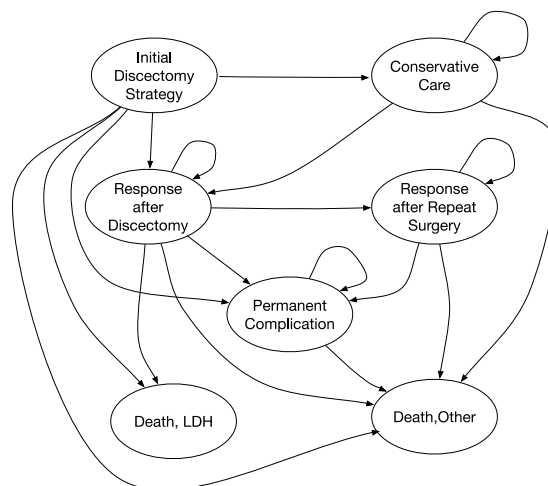 Initial
Discectomy
Strategy
Conservative
Care
Response
after
Discectomy
Response
after Repeat
Surgery
Permanent
Complication
Death, LDH
Death,Other